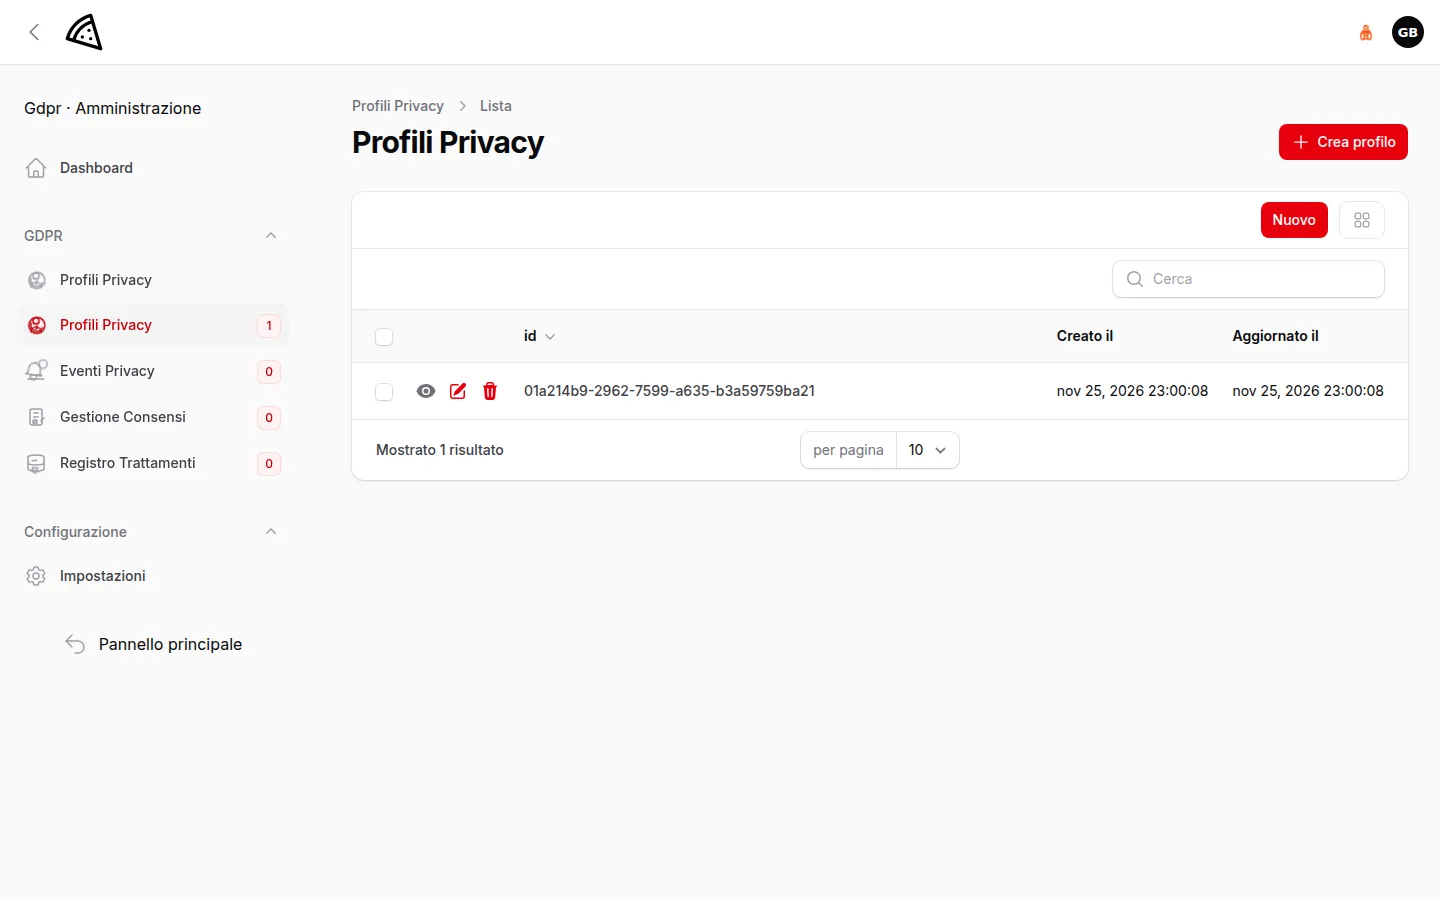 GB
Gdpr · Amministrazione
Dashboard
GDPR
Profili Privacy
Profili Privacy 1
Eventi Privacy 0
Gestione Consensi 0
Registro Trattamenti 0
Configurazione
Impostazioni
Pannello principale
Profili Privacy > Lista
Profili Privacy
Crea profilo
Nuovo
Cerca
id Creato il Aggiornato il
01a214b9-2962-7599-a635-b3a59759ba21 nov 25, 2026 23:00:08 nov 25, 2026 23:00:08
Mostrato 1 risultato per pagina 10